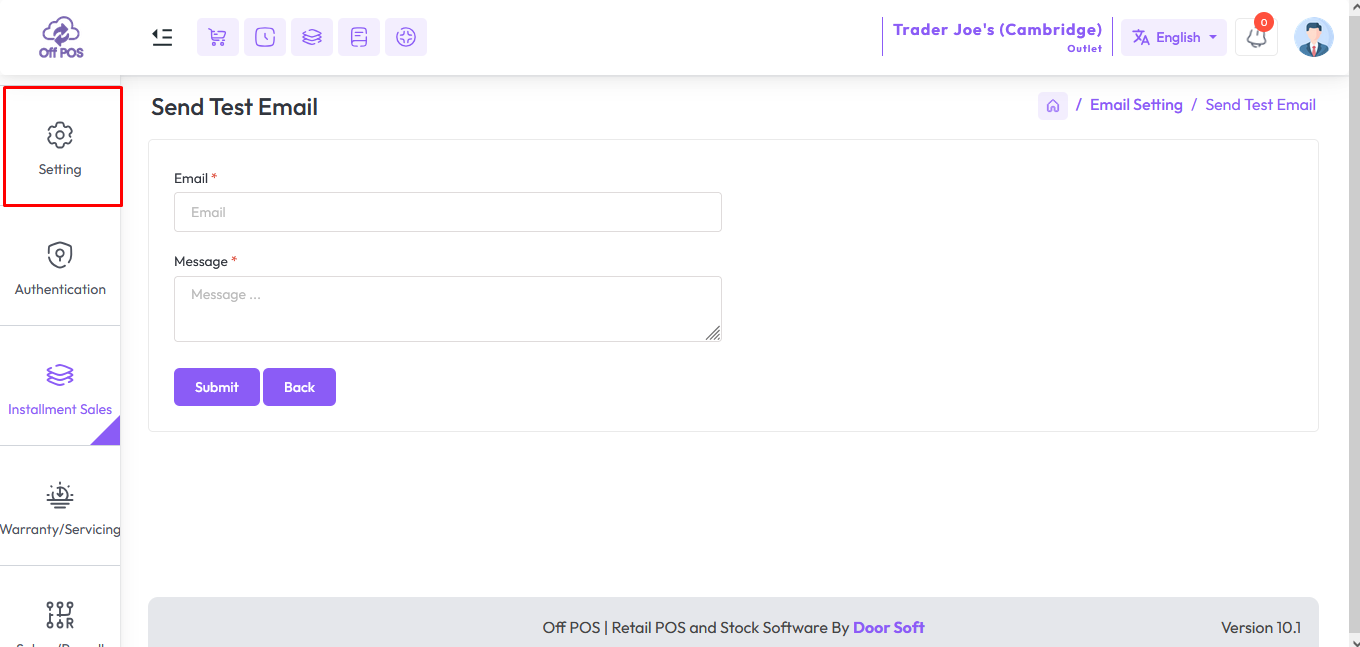 Off POS
Trader Joe's (Cambridge)
Outlet
English
0
Setting
Authentication
Installment Sales
Warranty/Servicing
Send Test Email
/ Email Setting / Send Test Email
Email *
Email
Message *
Message ...
Submit
Back
Off POS | Retail POS and Stock Software By Door Soft
Version 10.1